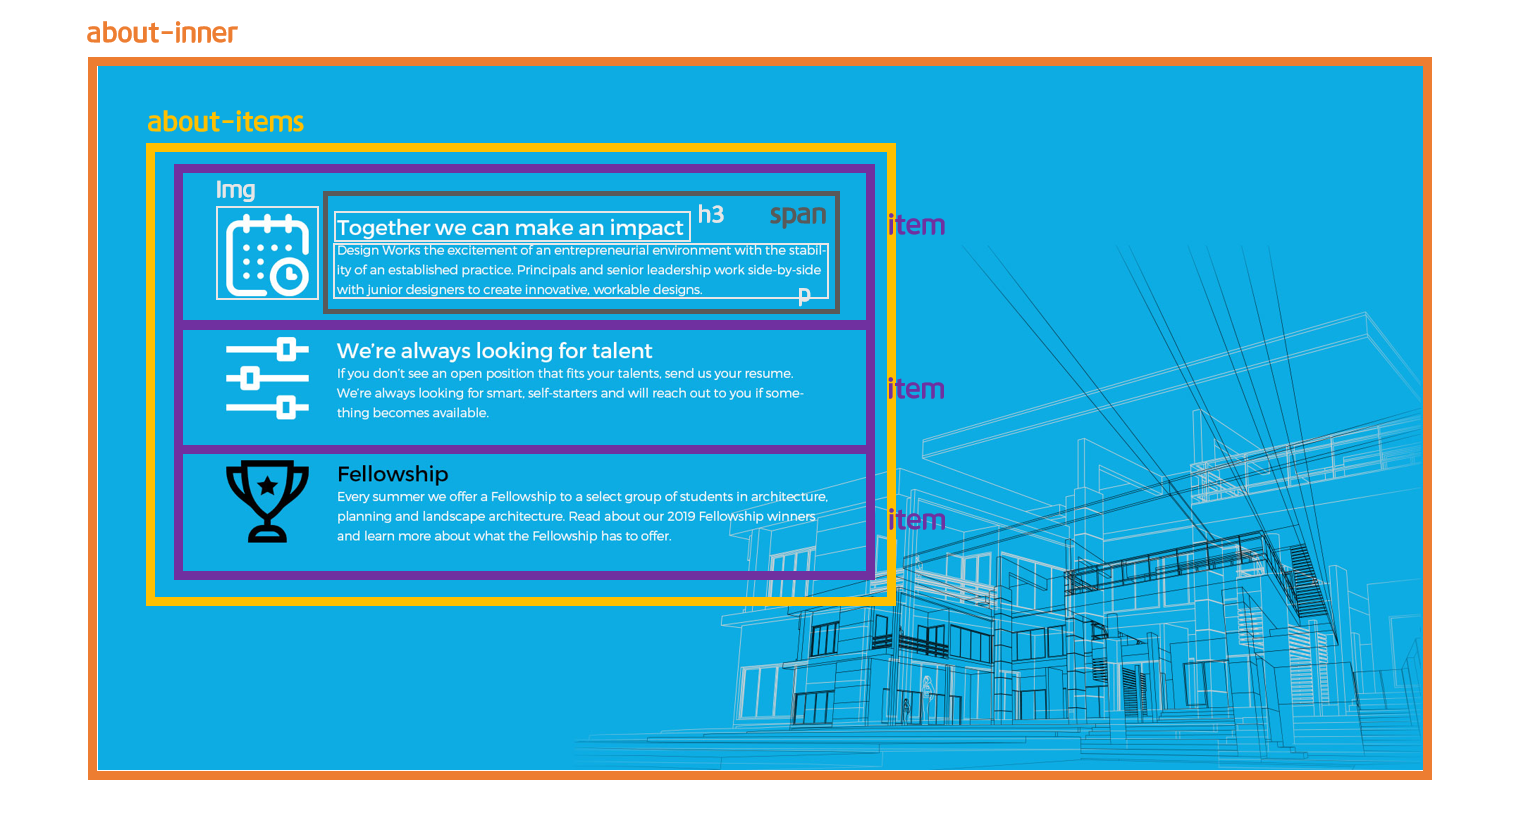 about-inner
about-items
Img
h3
span
item
Together we can make an impact
Design Works the excitement of an entrepreneurial environment with the stabil-
ity of an established practice. Principals and senior leadership work side-by-side
with junior designers to create innovative, workable designs.
p
We're always looking for talent
If you don't see an open position that fits your talents, send us your resume.
We're always looking for smart, self-starters and will reach out to you if some-
thing becomes available.
item
Fellowship
Every summer we offer a Fellowship to a select group of students in architecture,
planning and landscape architecture. Read about our 2019 Fellowship winners
and learn more about what the Fellowship has to offer.
item